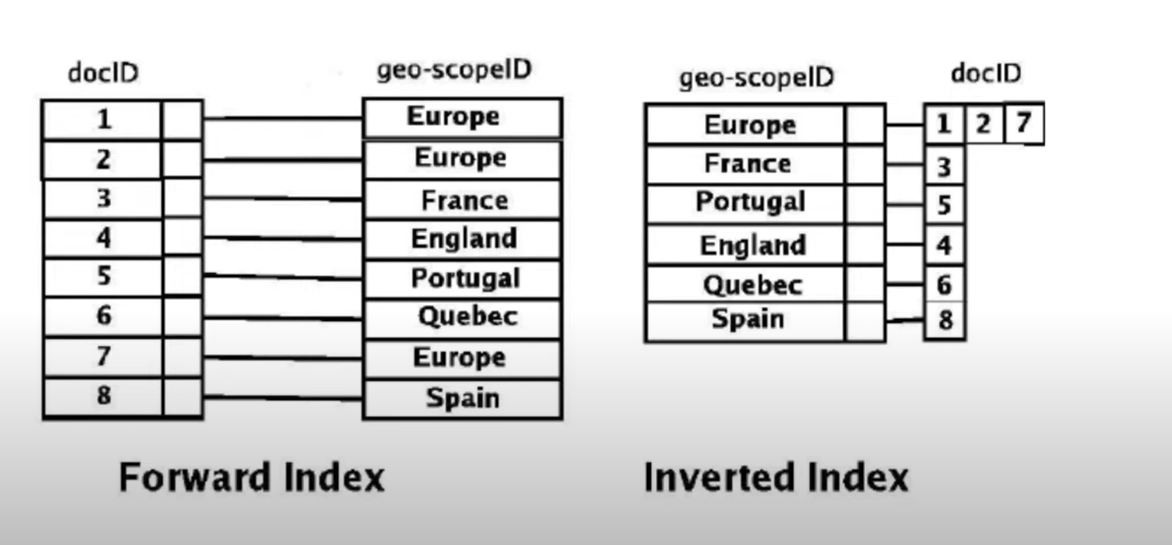 docID geo-scopeID
1 Europe
2 Europe
3 France
4 England
5 Portugal
6 Quebec
7 Europe
8 Spain
Forward Index
geo-scopeID docID
Europe 1 2 7
France 3
Portugal 5
England 4
Quebec 6
Spain 8
Inverted Index